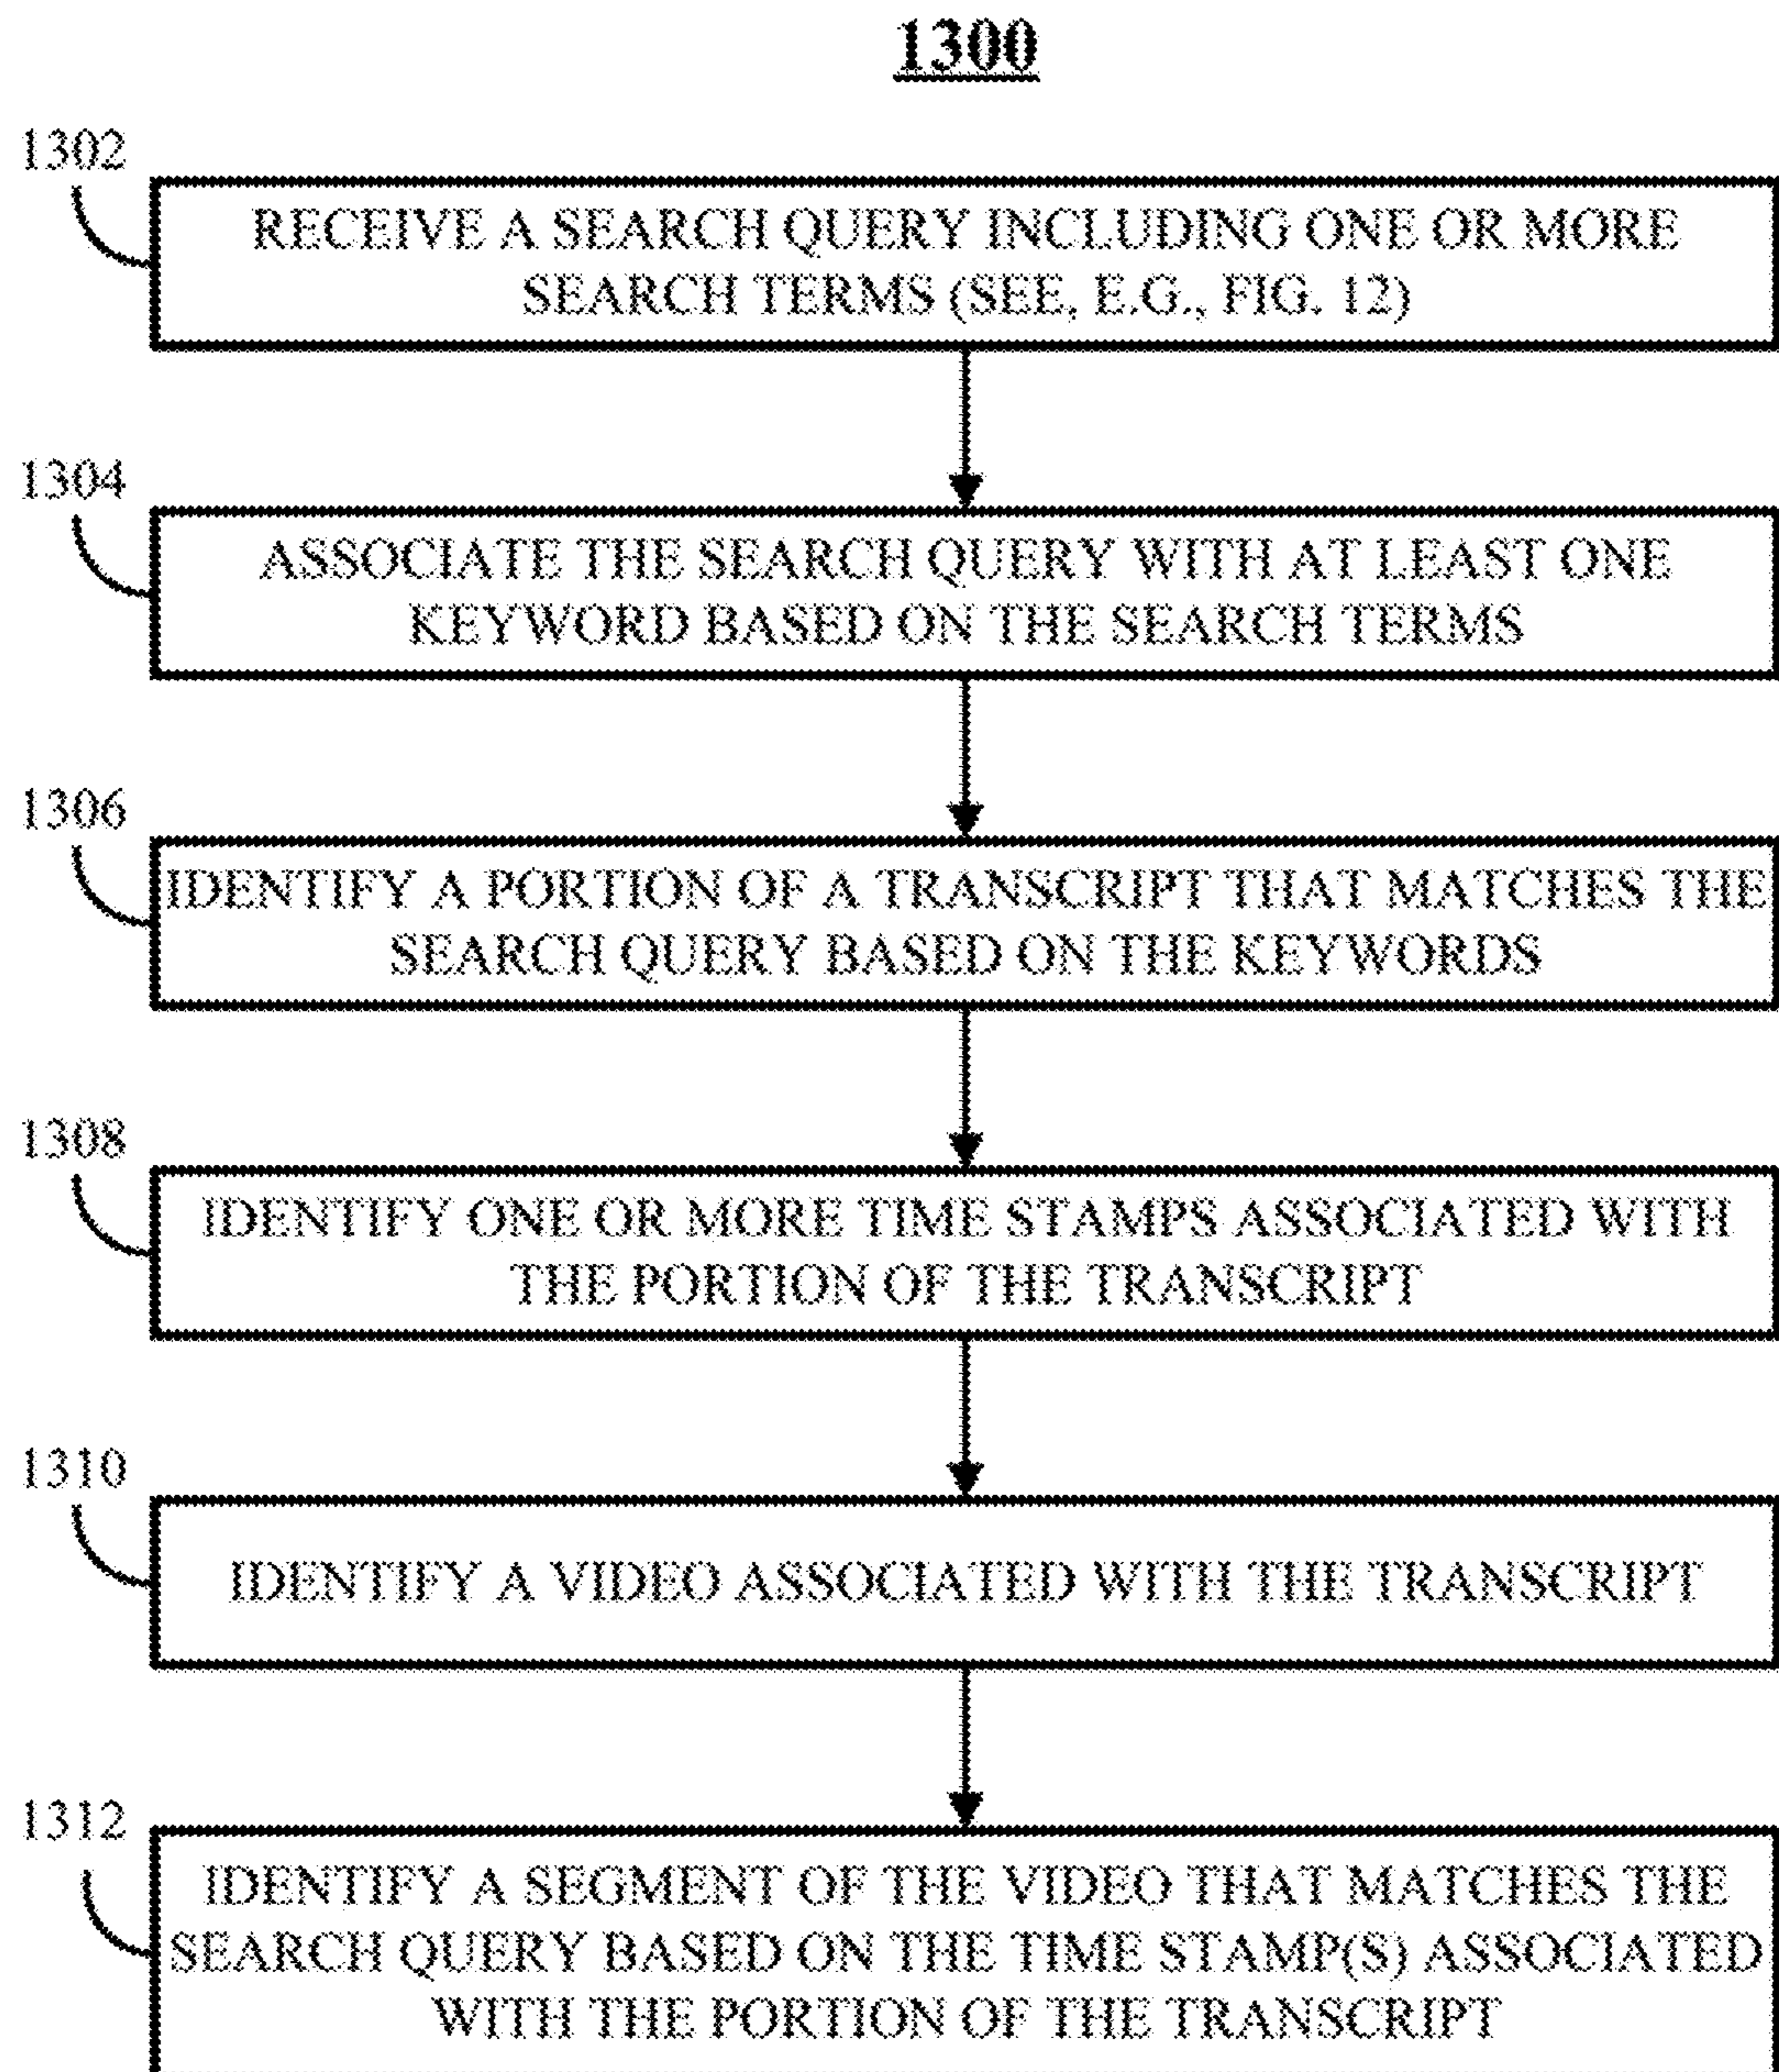 1300
1302
RECEIVE A SEARCH QUERY INCLUDING ONE OR MORE
SEARCH TERMS (SEE, E.G., FIG. 12)
1304
ASSOCIATE THE SEARCH QUERY WITH AT LEAST ONE
KEYWORD BASED ON THE SEARCH TERMS
1306
IDENTIFY A PORTION OF A TRANSCRIPT THAT MATCHES THE
SEARCH QUERY BASED ON THE KEYWORDS
1308
IDENTIFY ONE OR MORE TIME STAMPS ASSOCIATED WITH
THE PORTION OF THE TRANSCRIPT
1310
IDENTIFY A VIDEO ASSOCIATED WITH THE TRANSCRIPT
1312
IDENTIFY A SEGMENT OF THE VIDEO THAT MATCHES THE
SEARCH QUERY BASED ON THE TIME STAMP(S) ASSOCIATED
WITH THE PORTION OF THE TRANSCRIPT